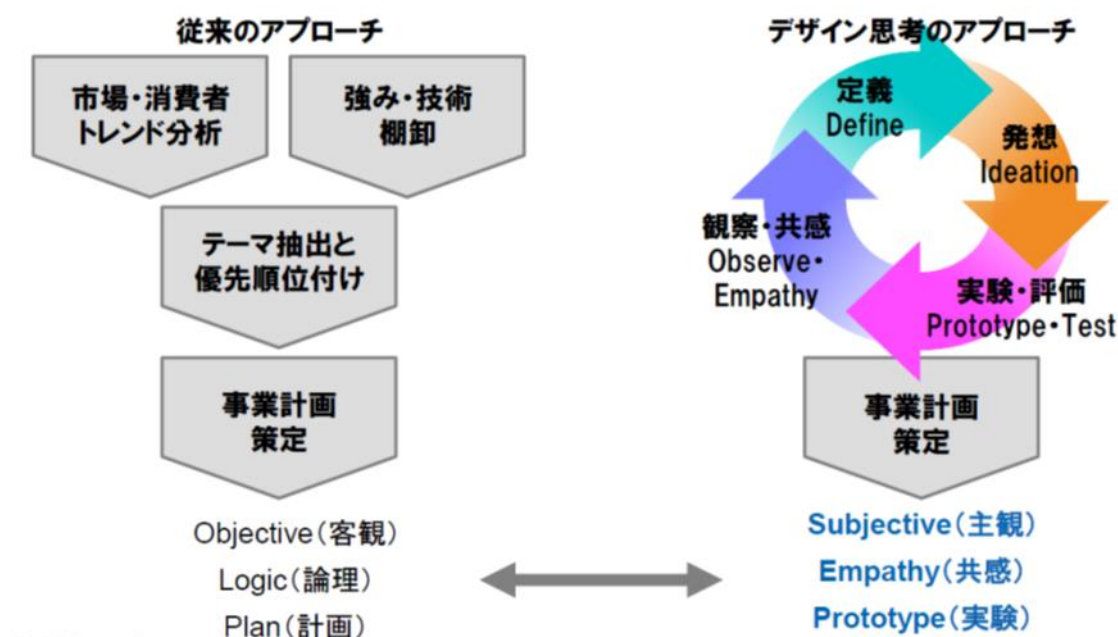 従来のアプローチ
市場・消費者
トレンド分析
強み・技術
棚卸
テーマ抽出と
優先順位付け
事業計画
策定
Objective(客観)
Logic(論理)
Plan(計画)
デザイン思考のアプローチ
定義
Define
発想
Ideation
実験・評価
Prototype・Test
観察・共感
Observe・
Empathy
事業計画
策定
Subjective(主観)
Empathy(共感)
Prototype(実験)